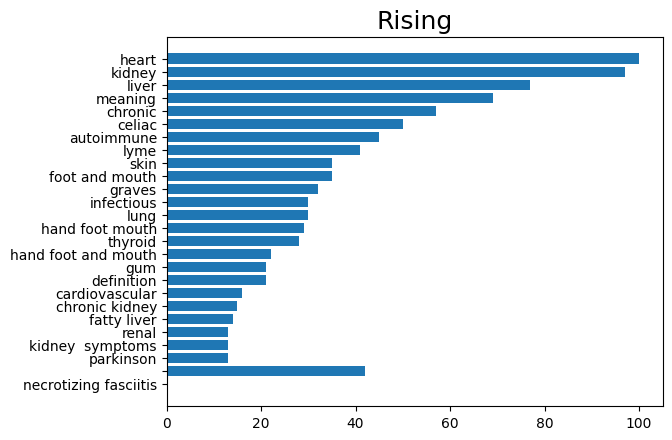 Rising
heart
kidney
liver
meaning
chronic
celiac
autoimmune
lyme
skin
foot and mouth
graves
infectious
lung
hand foot mouth
thyroid
hand foot and mouth
gum
definition
cardiovascular
chronic kidney
fatty liver
renal
kidney  symptoms
parkinson
necrotizing fasciitis
0 20 40 60 80 100